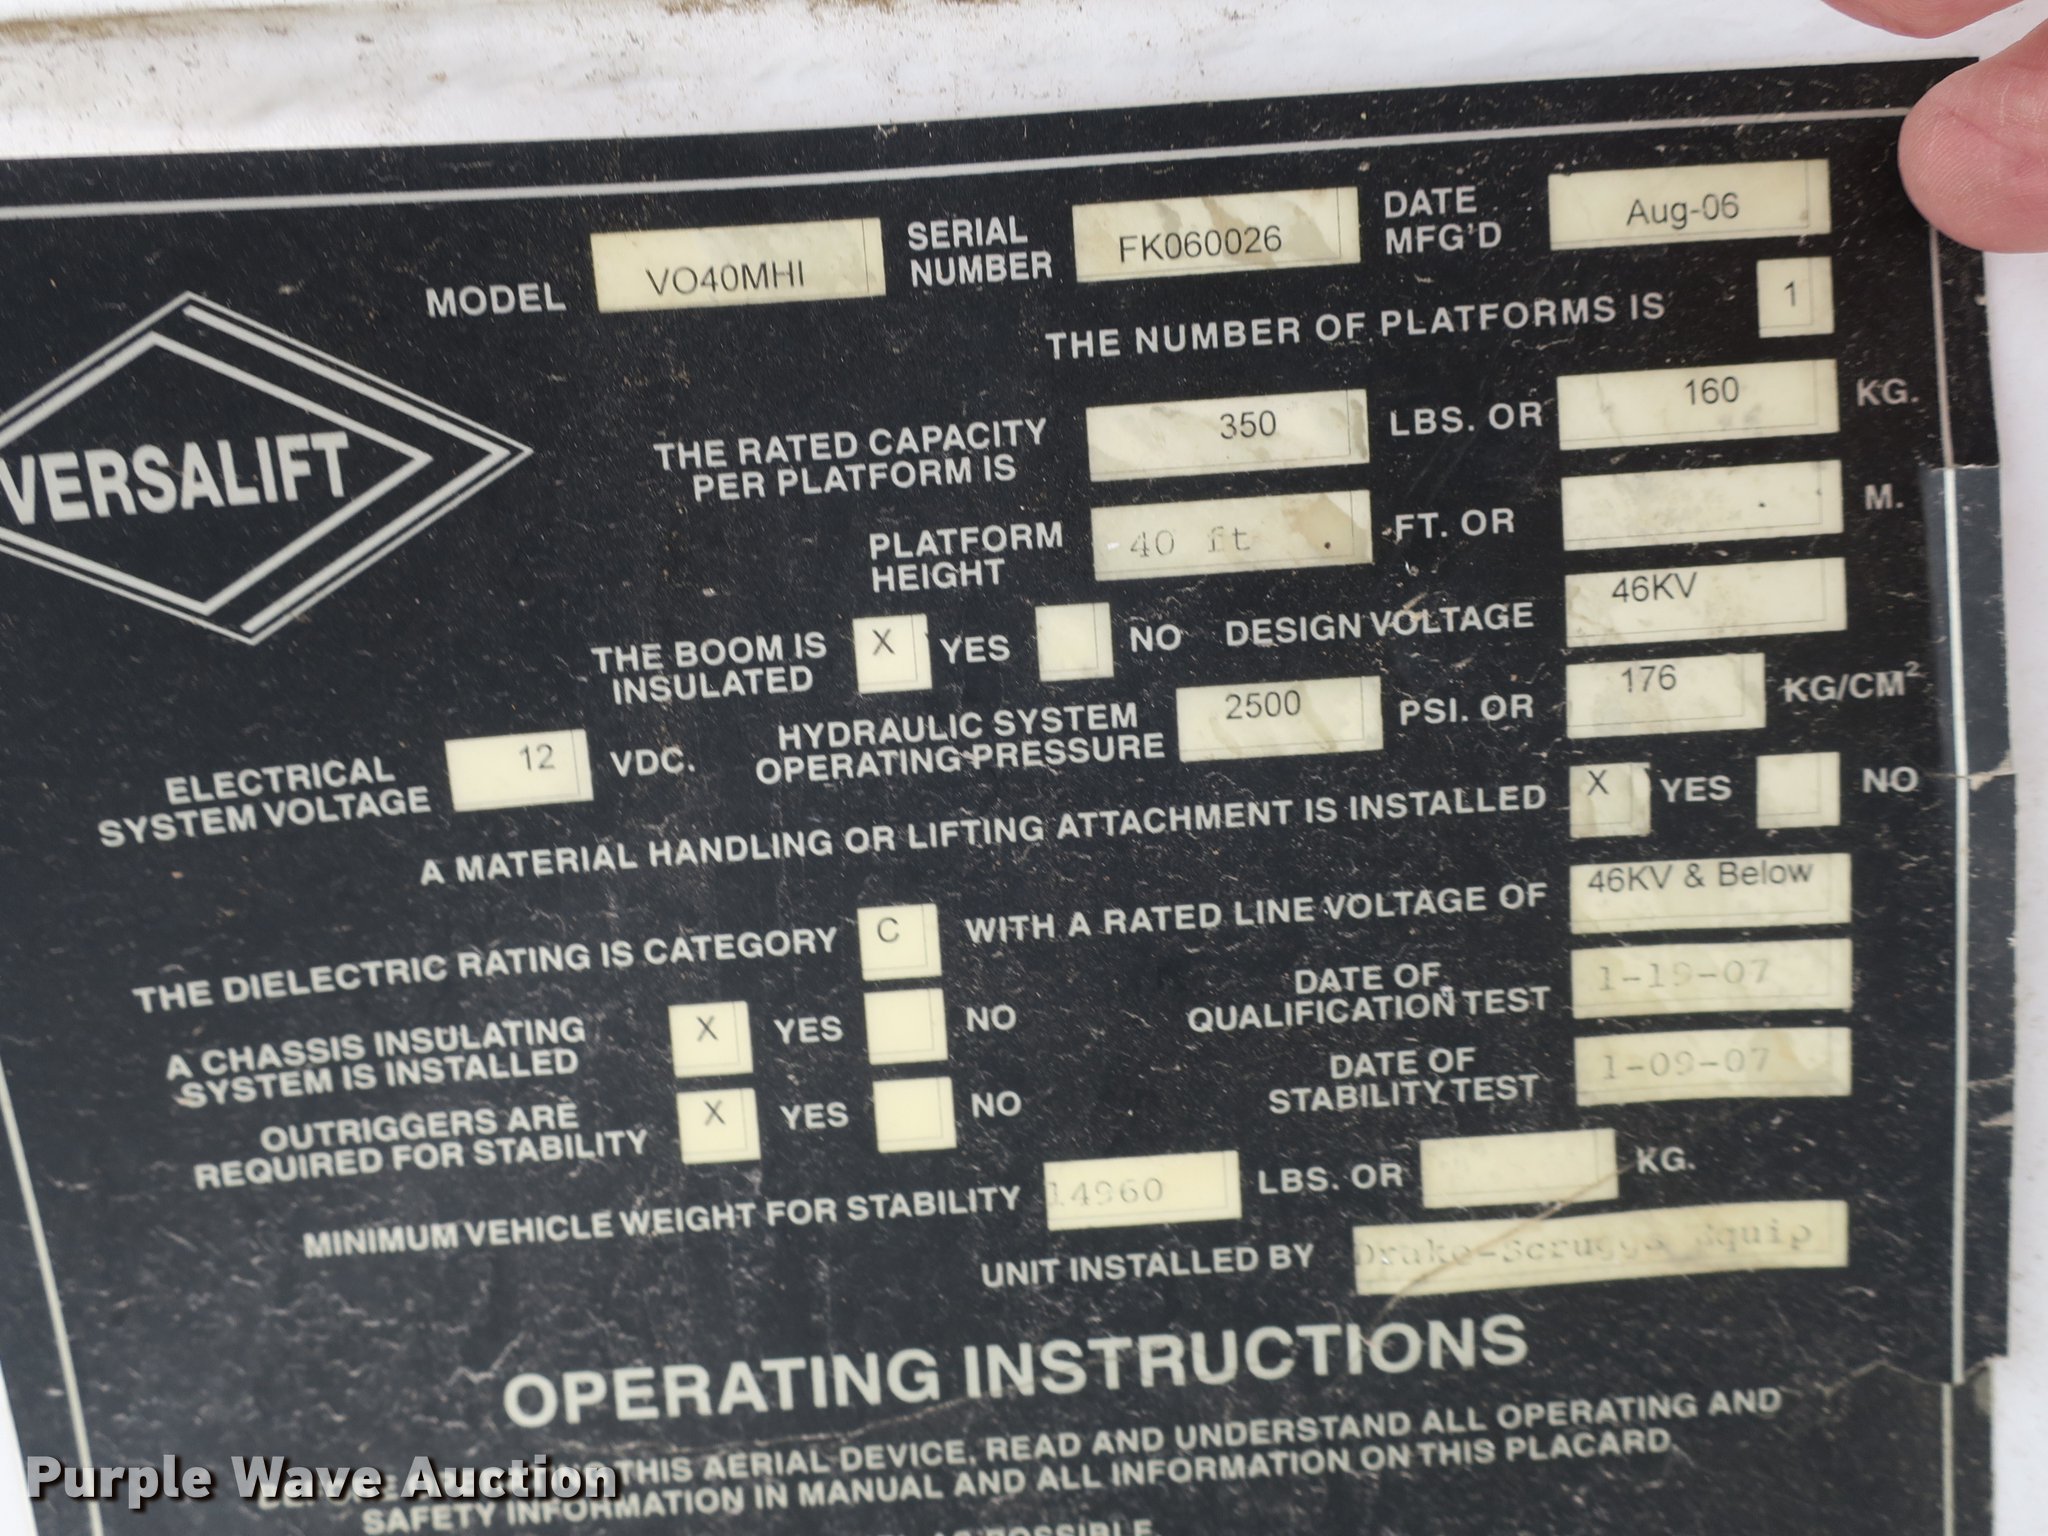 MODEL VO40MHI SERIAL NUMBER FK060026 DATE MFG'D Aug-06
THE NUMBER OF PLATFORMS IS 1
VERSALIFT
THE RATED CAPACITY PER PLATFORM IS 350 LBS. OR 160 KG.
PLATFORM HEIGHT 40 ft FT. OR M.
THE BOOM IS INSULATED X YES NO DESIGN VOLTAGE 46KV
ELECTRICAL SYSTEM VOLTAGE 12 VDC. HYDRAULIC SYSTEM OPERATING PRESSURE 2500 PSI. OR 176 KG/CM²
A MATERIAL HANDLING OR LIFTING ATTACHMENT IS INSTALLED X YES NO
THE DIELECTRIC RATING IS CATEGORY C WITH A RATED LINE VOLTAGE OF 46KV & Below
A CHASSIS INSULATING SYSTEM IS INSTALLED X YES NO DATE OF QUALIFICATION TEST 1-19-07
OUTRIGGERS ARE REQUIRED FOR STABILITY X YES NO DATE OF STABILITY TEST 1-09-07
MINIMUM VEHICLE WEIGHT FOR STABILITY 14960 LBS. OR KG.
UNIT INSTALLED BY Drake-Scruggs Equip
OPERATING INSTRUCTIONS
THIS AERIAL DEVICE, READ AND UNDERSTAND ALL OPERATING AND
SAFETY INFORMATION IN MANUAL AND ALL INFORMATION ON THIS PLACARD.
AS POSSIBLE.
Purple Wave Auction